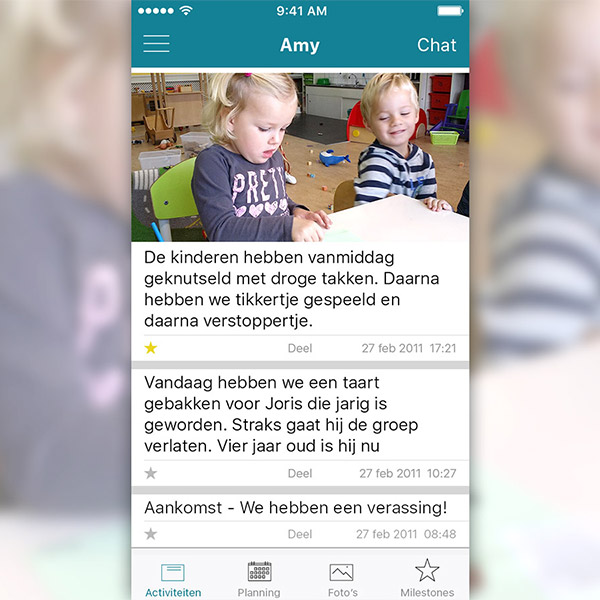 9:41 AM
Amy
Chat
PRETTY
De kinderen hebben vanmiddag
geknutseld met droge takken. Daarna
hebben we tikkertje gespeeld en
daarna verstoppertje.
Deel 27 feb 2011 17:21
Vandaag hebben we een taart
gebakken voor Joris die jarig is
geworden. Straks gaat hij de groep
verlaten. Vier jaar oud is hij nu
Deel 27 feb 2011 10:27
Aankomst - We hebben een verassing!
Deel 27 feb 2011 08:48
Activiteiten Planning Foto's Milestones